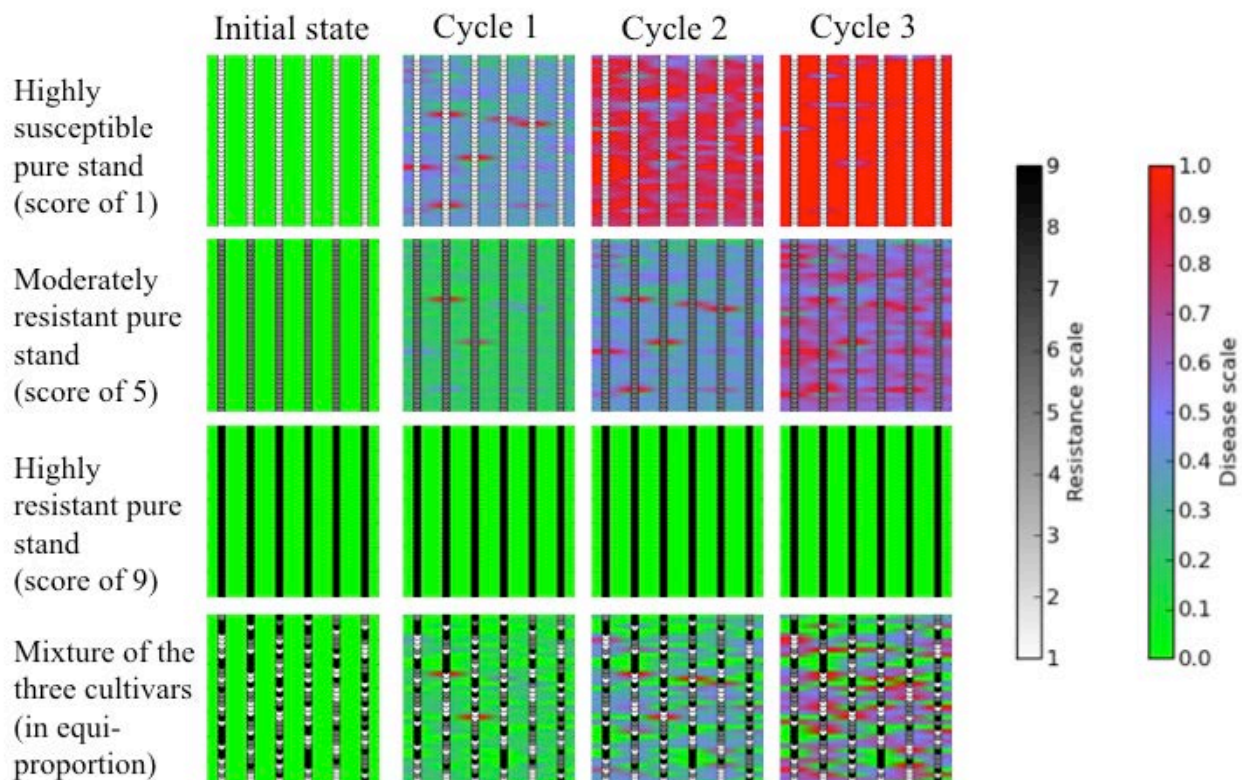 Initial state
Cycle 1
Cycle 2
Cycle 3
Highly
susceptible
pure stand
(score of 1)
Moderately
resistant pure
stand
(score of 5)
Highly
resistant pure
stand
(score of 9)
Mixture of the
three cultivars
(in equi-
proportion)
9
8
7
6
5
4
3
2
1
Resistance scale
1.0
0.9
0.8
0.7
0.6
0.5
0.4
0.3
0.2
0.1
0.0
Disease scale